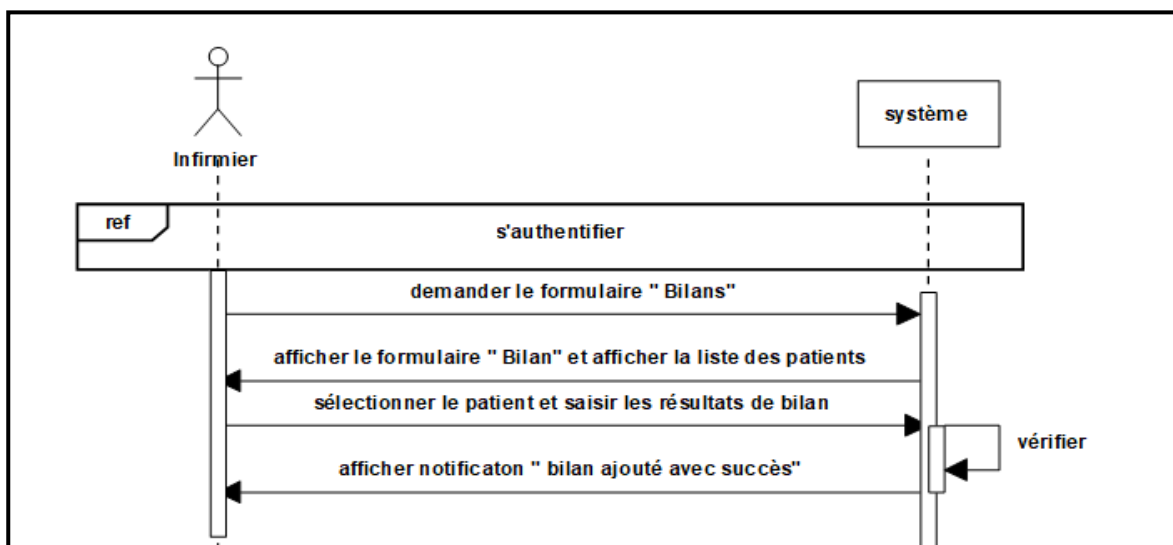 système
Infirmier
ref
s'authentifier
demander le formulaire " Bilans"
afficher le formulaire " Bilan" et afficher la liste des patients
sélectionner le patient et saisir les résultats de bilan
vérifier
afficher notificaton " bilan ajouté avec succès"